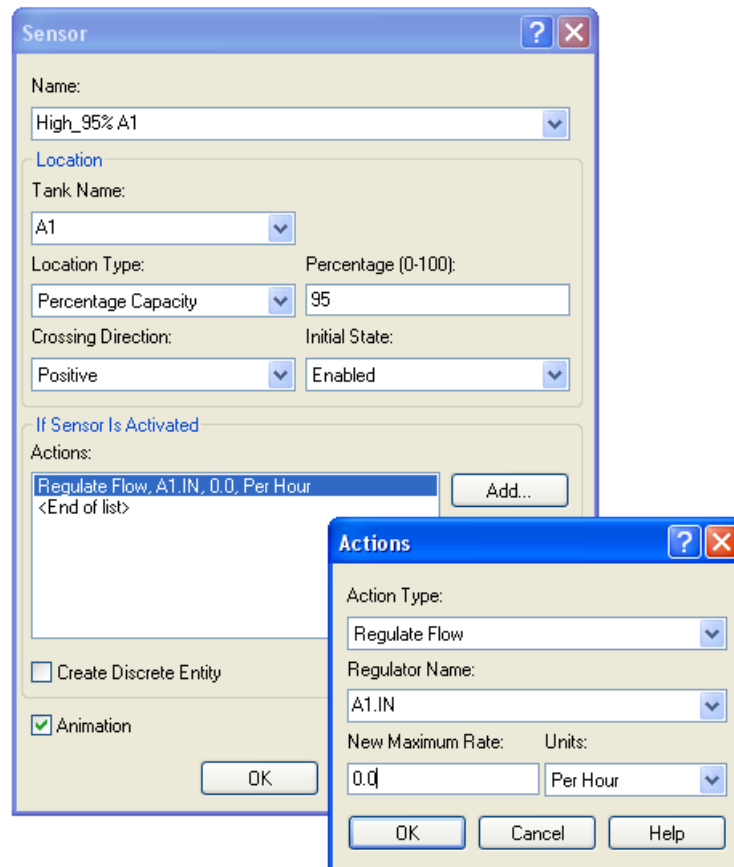 Sensor
Name:
High_95% A1
Location
Tank Name:
A1
Location Type: Percentage (0-100):
Percentage Capacity 95
Crossing Direction: Initial State:
Positive Enabled
If Sensor Is Activated
Actions:
Regulate Flow, A1.IN, 0.0, Per Hour
<End of list>
Add...
Create Discrete Entity
Animation
OK
Actions
Action Type:
Regulate Flow
Regulator Name:
A1.IN
New Maximum Rate: Units:
0.0 Per Hour
OK Cancel Help